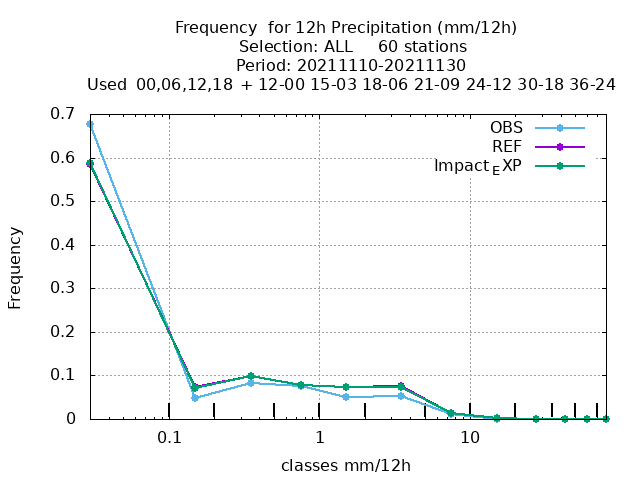 Frequency  for 12h Precipitation (mm/12h)
Selection: ALL     60 stations
Period: 20211110-20211130
Used  00,06,12,18  + 12-00 15-03 18-06 21-09 24-12 30-18 36-24
0.7
0.6
0.5
0.4
0.3
0.2
0.1
0
Frequency
OBS
REF
Impact_EXP
0.1 1 10
classes mm/12h